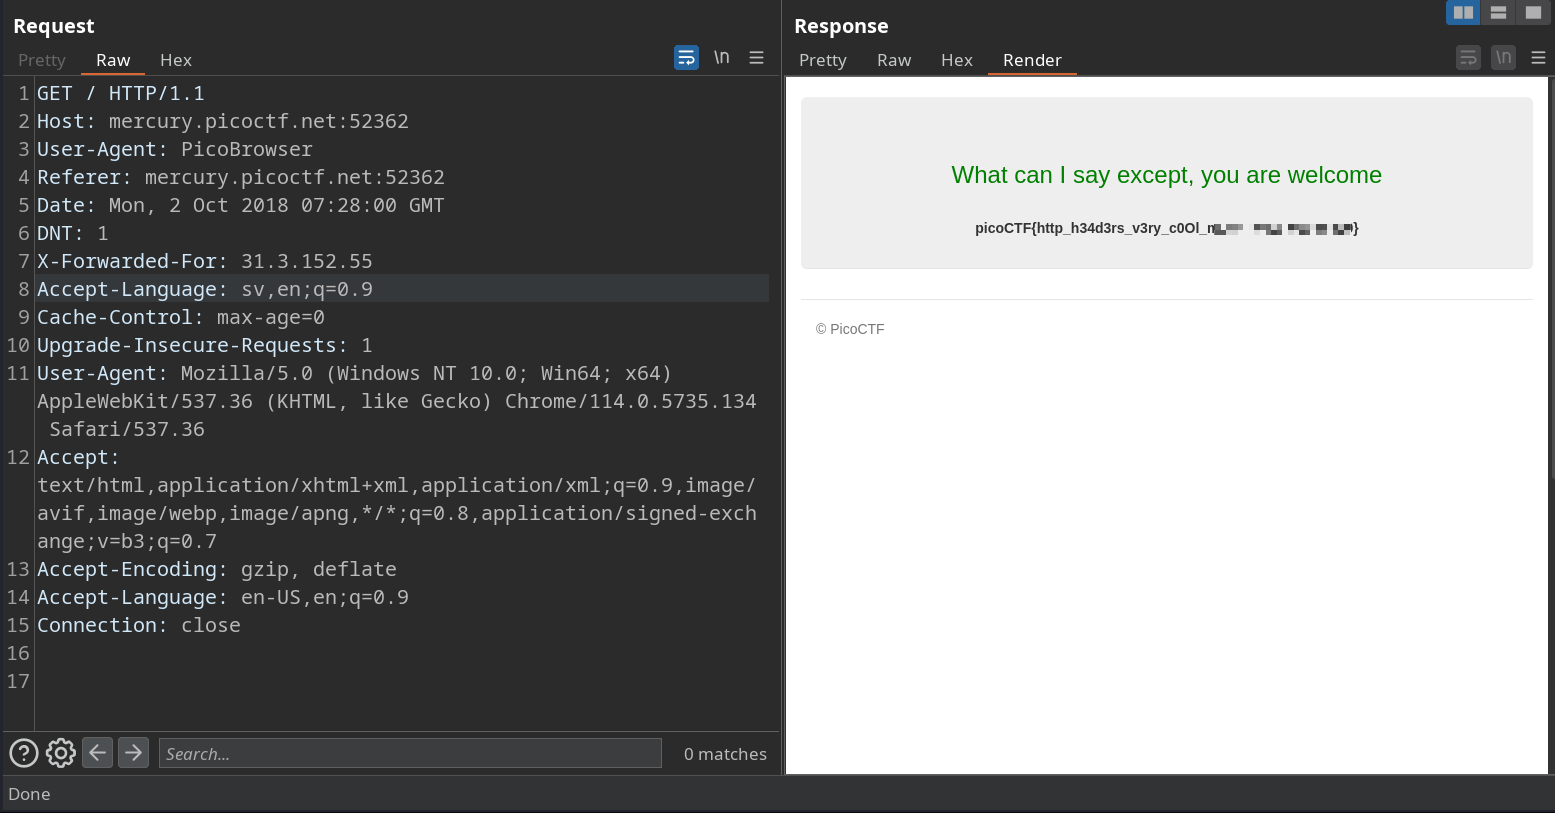 Request
Pretty Raw Hex \n
1 GET / HTTP/1.1
2 Host: mercury.picoctf.net:52362
3 User-Agent: PicoBrowser
4 Referer: mercury.picoctf.net:52362
5 Date: Mon, 2 Oct 2018 07:28:00 GMT
6 DNT: 1
7 X-Forwarded-For: 31.3.152.55
8 Accept-Language: sv,en;q=0.9
9 Cache-Control: max-age=0
10 Upgrade-Insecure-Requests: 1
11 User-Agent: Mozilla/5.0 (Windows NT 10.0; Win64; x64)
AppleWebKit/537.36 (KHTML, like Gecko) Chrome/114.0.5735.134
Safari/537.36
12 Accept:
text/html,application/xhtml+xml,application/xml;q=0.9,image/
avif,image/webp,image/apng,*/*;q=0.8,application/signed-exch
ange;v=b3;q=0.7
13 Accept-Encoding: gzip, deflate
14 Accept-Language: en-US,en;q=0.9
15 Connection: close
16
17
Search... 0 matches
Done
Response
Pretty Raw Hex Render \n
What can I say except, you are welcome
picoCTF{http_h34d3rs_v3ry_c0Ol_
© PicoCTF